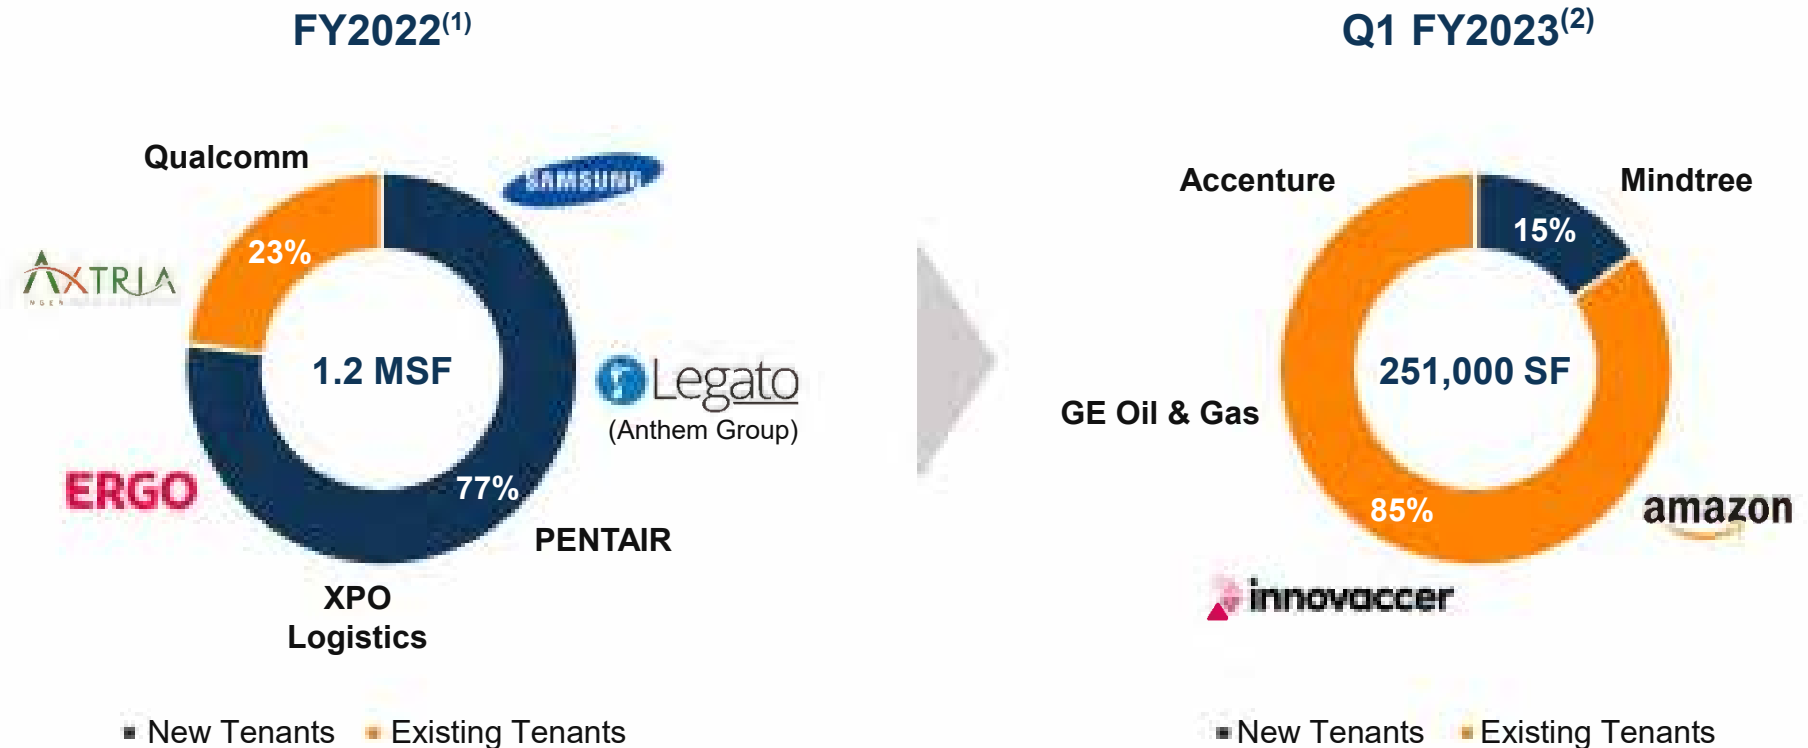 FY2022(1)
Q1 FY2023(2)
Qualcomm
SAMSUNG
23%
AXTRIA
1.2 MSF
Legato
(Anthem Group)
77%
ERGO
PENTAIR
XPO
Logistics
New Tenants
Existing Tenants
Accenture
Mindtree
15%
251,000 SF
GE Oil & Gas
85%
amazon
innovaccer
New Tenants
Existing Tenants